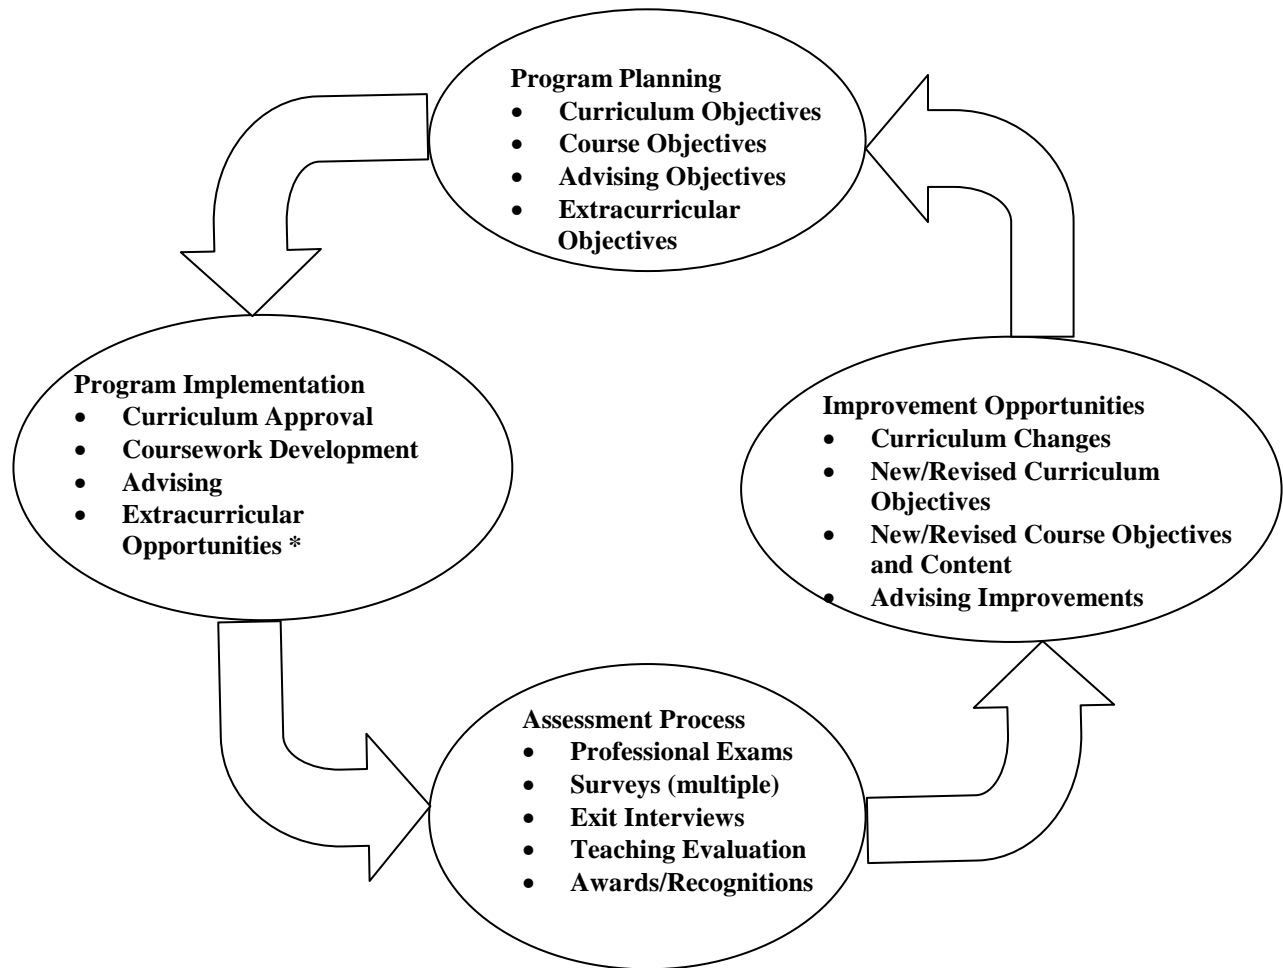 Program Planning
• Curriculum Objectives
• Course Objectives
• Advising Objectives
• Extracurricular
Objectives
Program Implementation
• Curriculum Approval
• Coursework Development
• Advising
• Extracurricular
Opportunities *
Improvement Opportunities
• Curriculum Changes
• New/Revised Curriculum
Objectives
• New/Revised Course Objectives
and Content
• Advising Improvements
Assessment Process
• Professional Exams
• Surveys (multiple)
• Exit Interviews
• Teaching Evaluation
• Awards/Recognitions